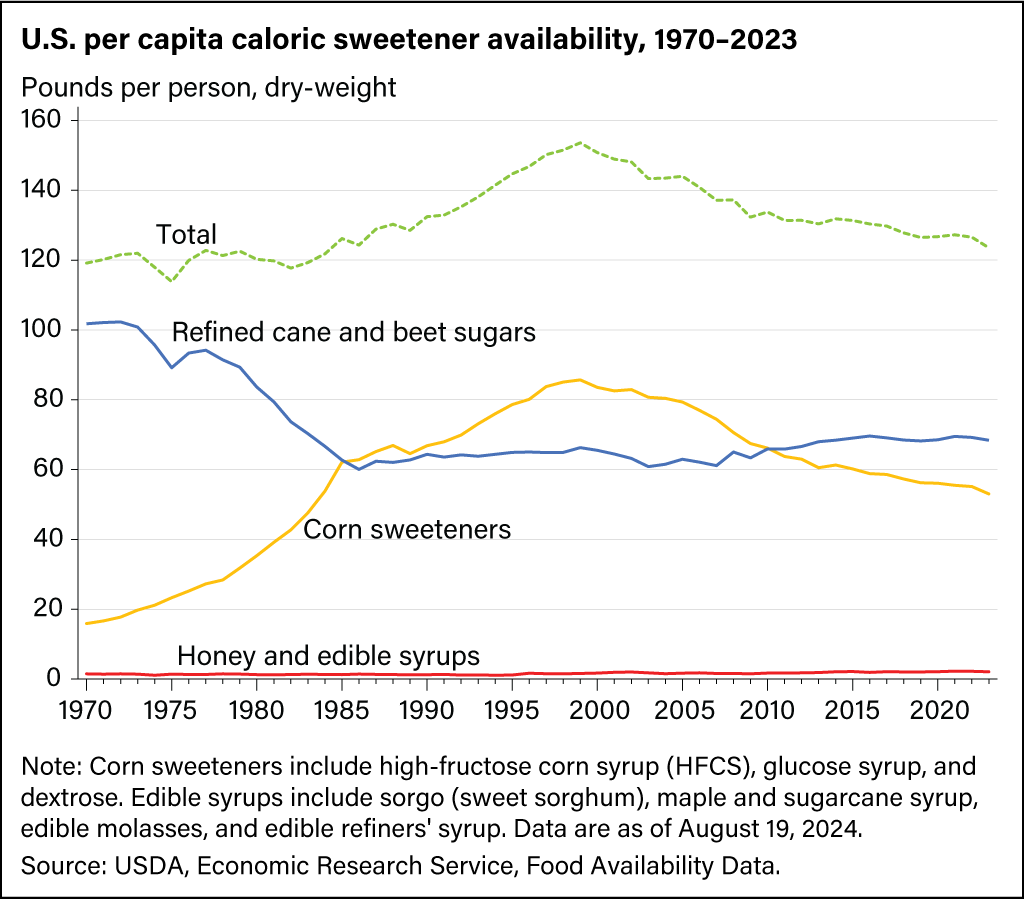 U.S. per capita caloric sweetener availability, 1970–2023
Pounds per person, dry-weight
160
140
Total
120
100
Refined cane and beet sugars
80
60
Corn sweeteners
40
20
Honey and edible syrups
0
1970 1975 1980 1985 1990 1995 2000 2005 2010 2015 2020
Note: Corn sweeteners include high-fructose corn syrup (HFCS), glucose syrup, and
dextrose. Edible syrups include sorgo (sweet sorghum), maple and sugarcane syrup,
edible molasses, and edible refiners' syrup. Data are as of August 19, 2024.
Source: USDA, Economic Research Service, Food Availability Data.